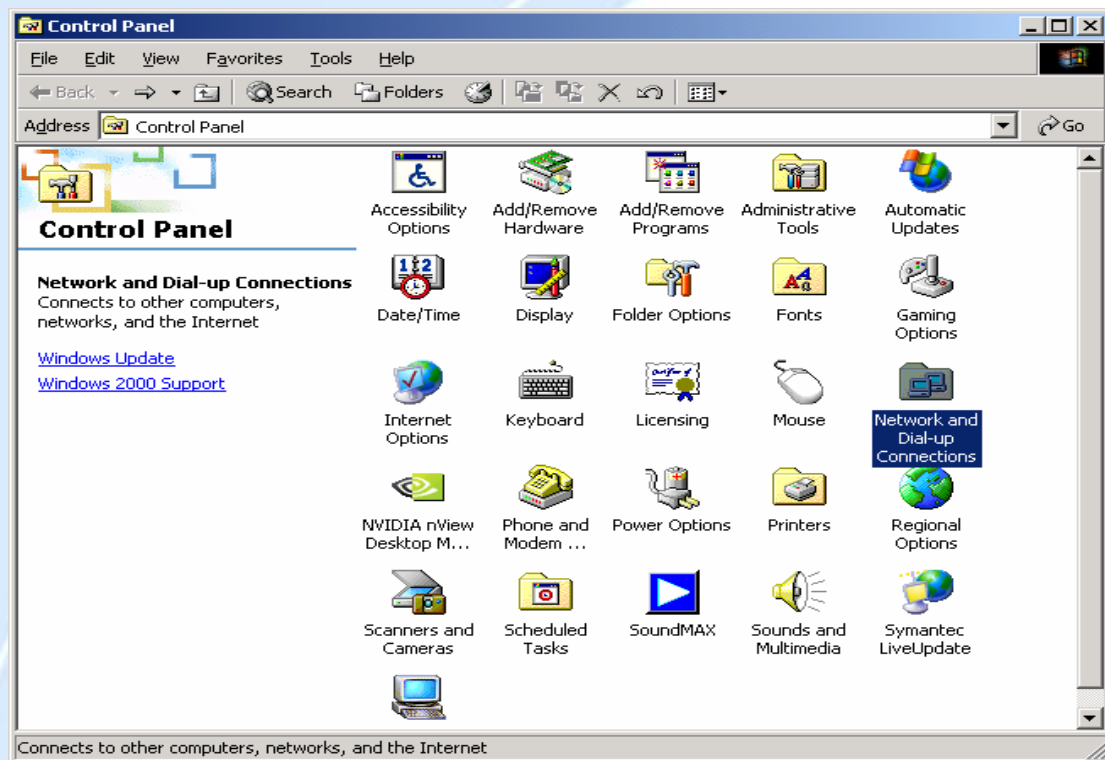 Control Panel
File Edit View Favorites Tools Help
Back Search Folders
Address Control Panel Go
Control Panel
Network and Dial-up Connections
Connects to other computers,
networks, and the Internet
Windows Update
Windows 2000 Support
Accessibility
Options
Add/Remove
Hardware
Add/Remove
Programs
Administrative
Tools
Automatic
Updates
Date/Time
Display
Folder Options
Fonts
Gaming
Options
Internet
Options
Keyboard
Licensing
Mouse
Network and
Dial-up
Connections
NVIDIA nView
Desktop M...
Phone and
Modem ...
Power Options
Printers
Regional
Options
Scanners and
Cameras
Scheduled
Tasks
SoundMAX
Sounds and
Multimedia
Symantec
LiveUpdate
Connects to other computers, networks, and the Internet